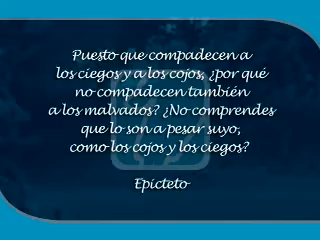 Puesto que compadecen a
los ciegos y a los cojos, ¿por qué
no compadecen también
a los malvados? ¿No comprendes
que lo son a pesar suyo,
como los cojos y los ciegos?
Epicteto